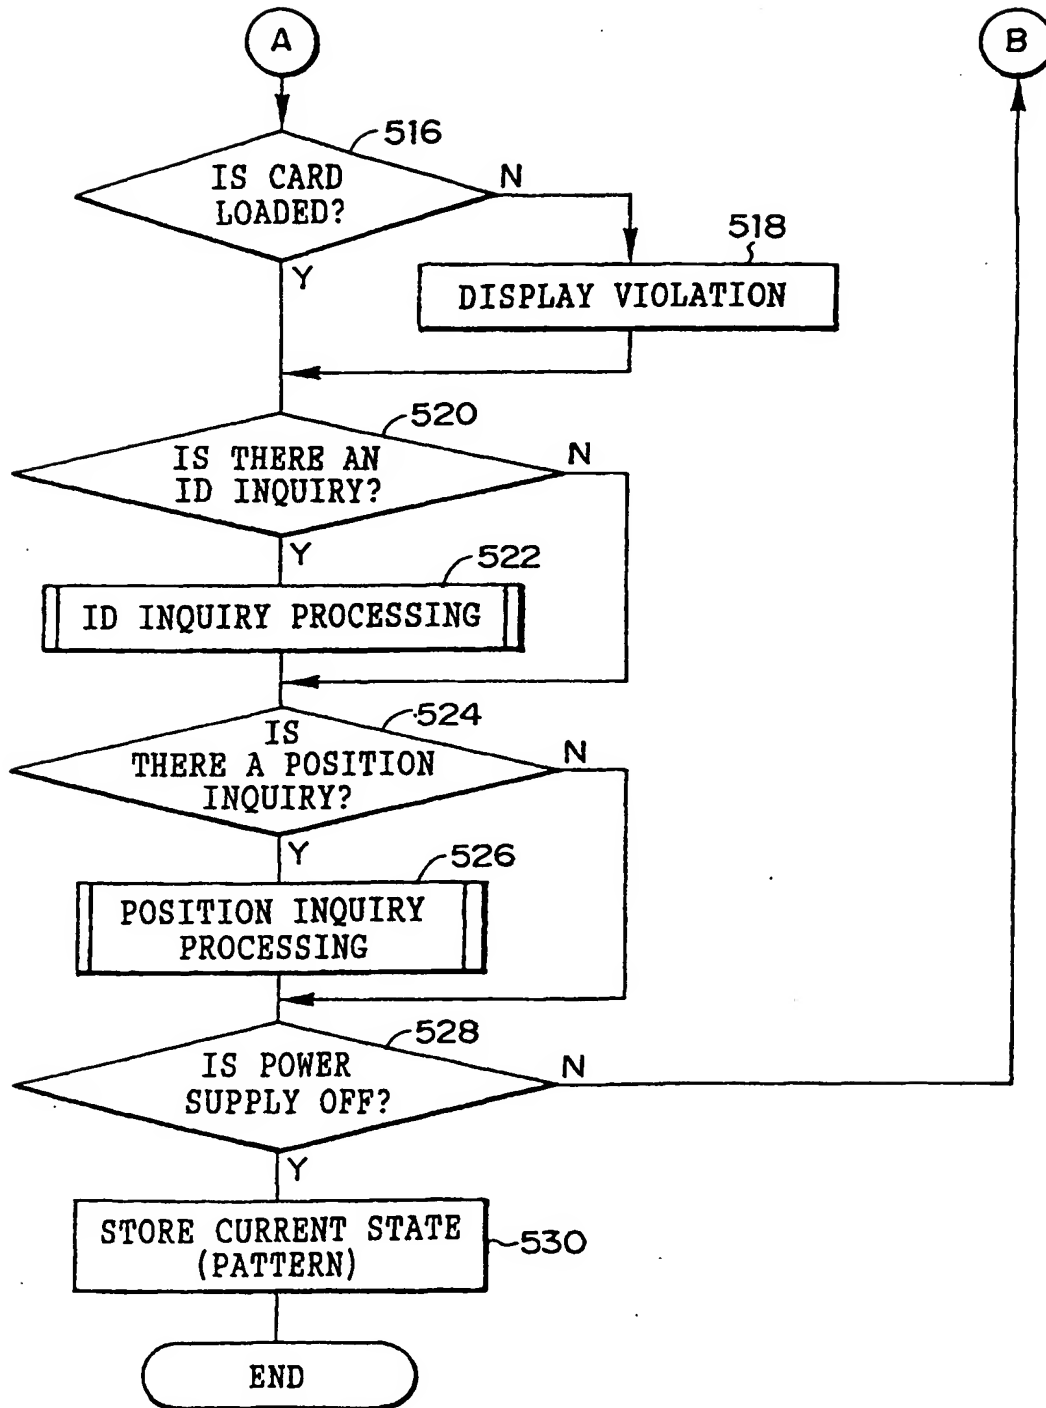 A
B
516
IS CARD
LOADED?
N
Y
518
DISPLAY VIOLATION
520
IS THERE AN
ID INQUIRY?
N
Y
522
ID INQUIRY PROCESSING
524
IS
THERE A POSITION
INQUIRY?
N
Y
526
POSITION INQUIRY
PROCESSING
528
IS POWER
SUPPLY OFF?
N
Y
STORE CURRENT STATE
(PATTERN)
530
END